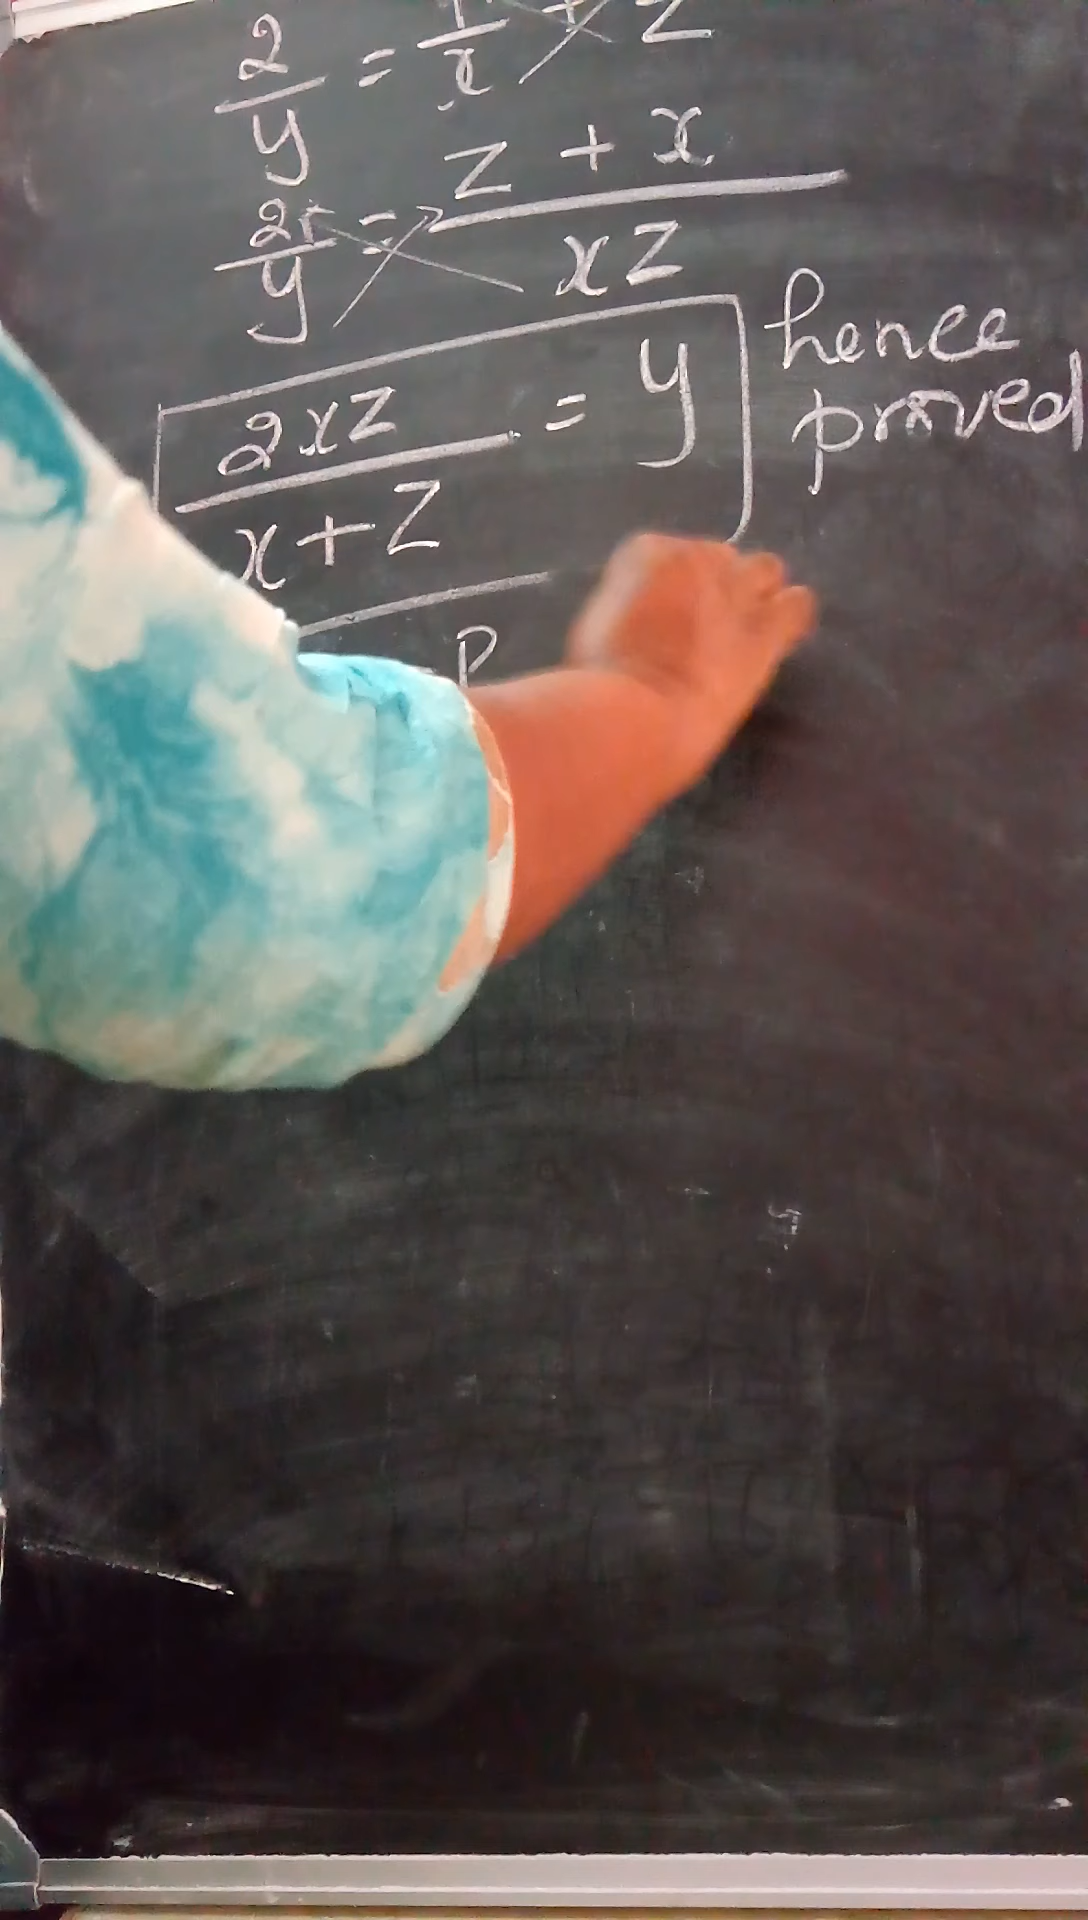 2/y = 1/x + 1/z
2/y = z + x / xz
2xz / x + z = y hence proved
P